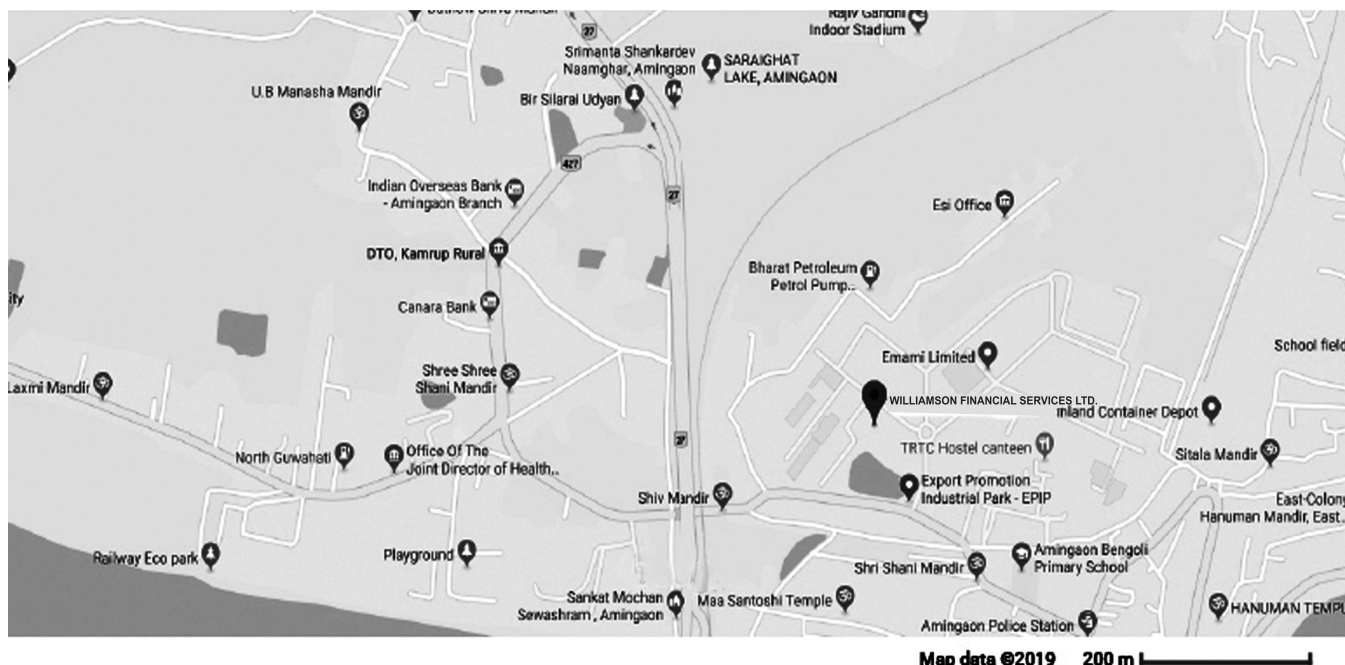 27
Rajiv Gandhi
Indoor Stadium
Srimanta Shankardev
Naamghar, Amingaon
SARAIGHAT
LAKE, AMINGAON
U.B Manasha Mandir
Bir Silarai Udyan
427
Indian Overseas Bank
- Amingaon Branch
27
Esi Office
DTO, Kamrup Rural
Bharat Petroleum
Petrol Pump..
ity
Canara Bank
School field
Emami Limited
Shree Shree
Shani Mandir
Laxmi Mandir
WILLIAMSON FINANCIAL SERVICES LTD.
nland Container Depot
27
North Guwahati
Office Of The
Joint Director of Health..
TRTC Hostel canteen
Sitala Mandir
Shiv Mandir
Export Promotion
Industrial Park - EPIP
East-Colony
Hanuman Mandir, East..
Railway Eco park
Playground
Shri Shani Mandir
Amingaon Bengoli
Primary School
Sankat Mochan
Sewashram , Amingaon
Maa Santoshi Temple
Amingaon Police Station
HANUMAN TEMPL
Map data ©2019 200 m